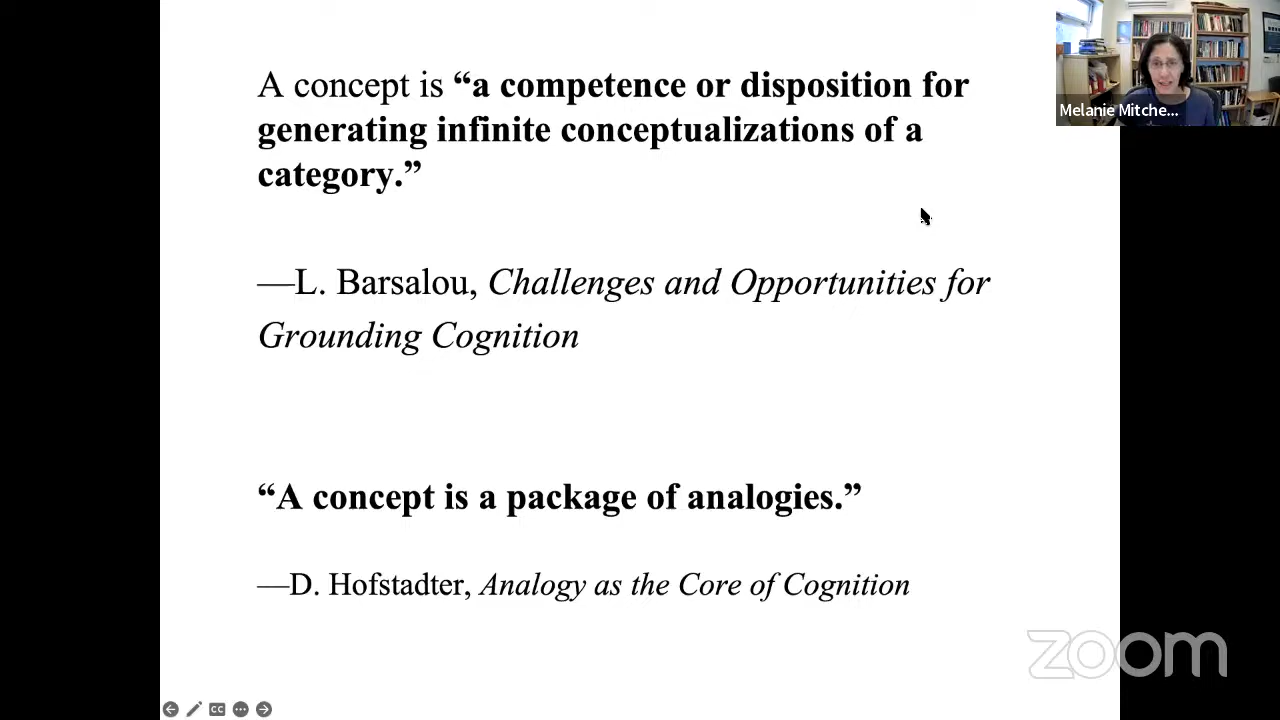 A concept is “a competence or disposition for
generating infinite conceptualizations of a
category.”
—L. Barsalou, Challenges and Opportunities for
Grounding Cognition
“A concept is a package of analogies.”
—D. Hofstadter, Analogy as the Core of Cognition
Melanie Mitche...
zoom
CC